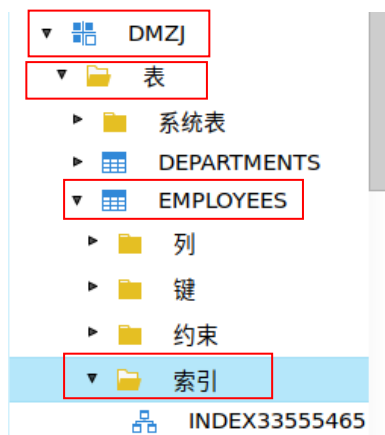 DMZJ
表
系统表
DEPARTMENTS
EMPLOYEES
列
键
约束
索引
INDEX33555465